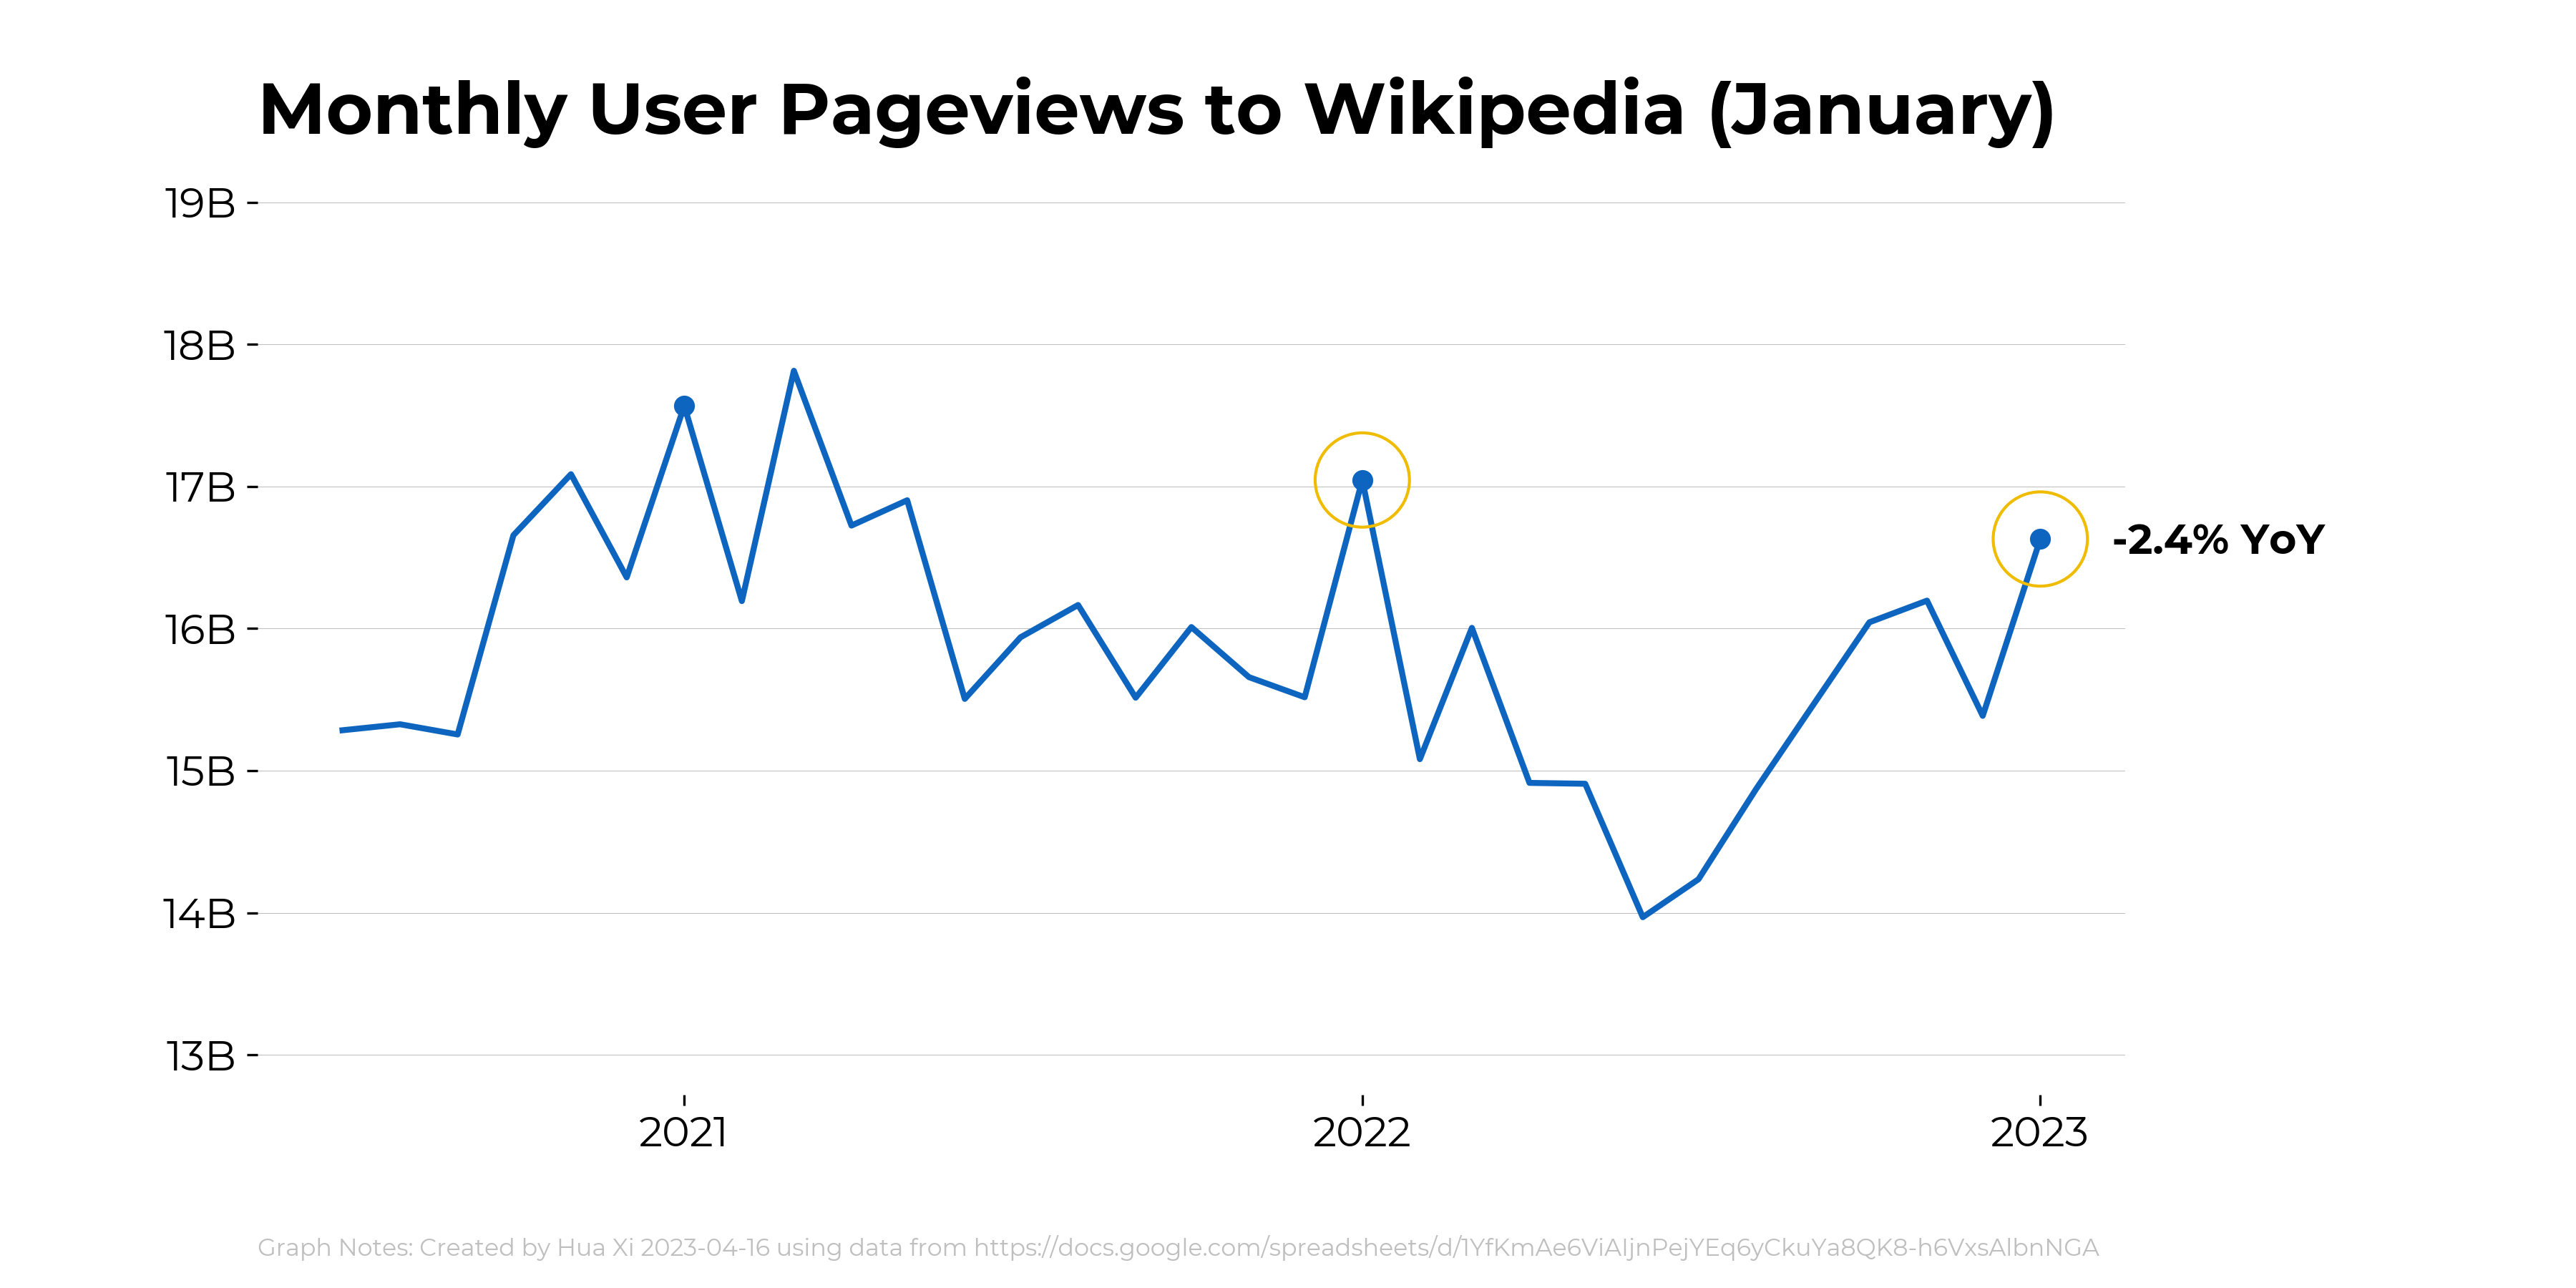 Monthly User Pageviews to Wikipedia (January)
19B
18B
17B
16B
15B
14B
13B
-2.4% YoY
2021
2022
2023
Graph Notes: Created by Hua Xi 2023-04-16 using data from https://docs.google.com/spreadsheets/d/1YfKmAe6ViAIjnPejYEq6yCkuYa8QK8-h6VxsAlbnNGA